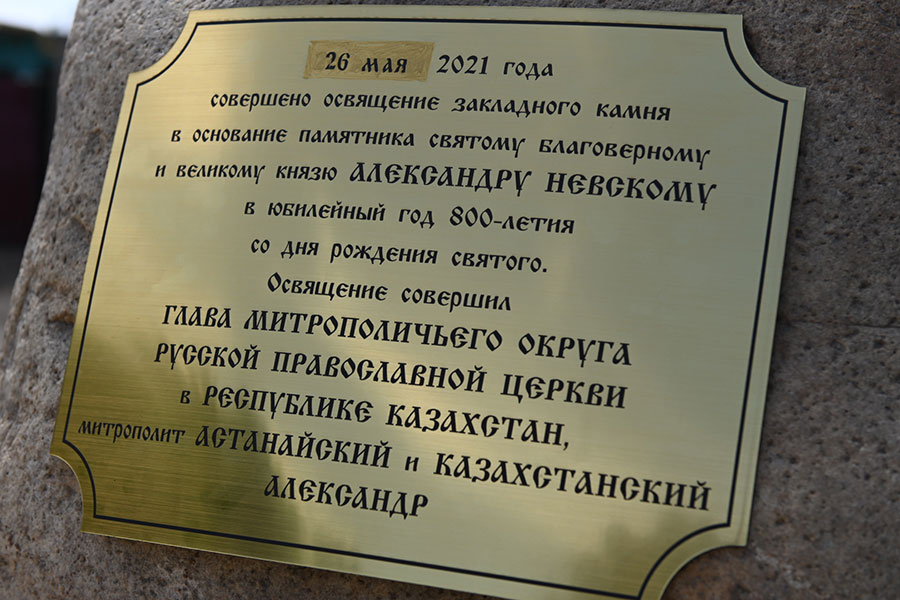 26 мая 2021 года
совершено освящение закладного камня
в основание памятника святому благоверному
и великому князю АЛЕКСАНДРУ НЕВСКОМУ
в юбилейный год 800-летия
со дня рождения святого.
Освящение совершил
ГЛАВА МИТРОПОЛИЧЬЕГО ОКРУГА
РУССКОЙ ПРАВОСЛАВНОЙ ЦЕРКВИ
в РЕСПУБЛИКЕ КАЗАХСТАН,
митрополит АСТАНАЙСКИЙ и КАЗАХСТАНСКИЙ
АЛЕКСАНДР